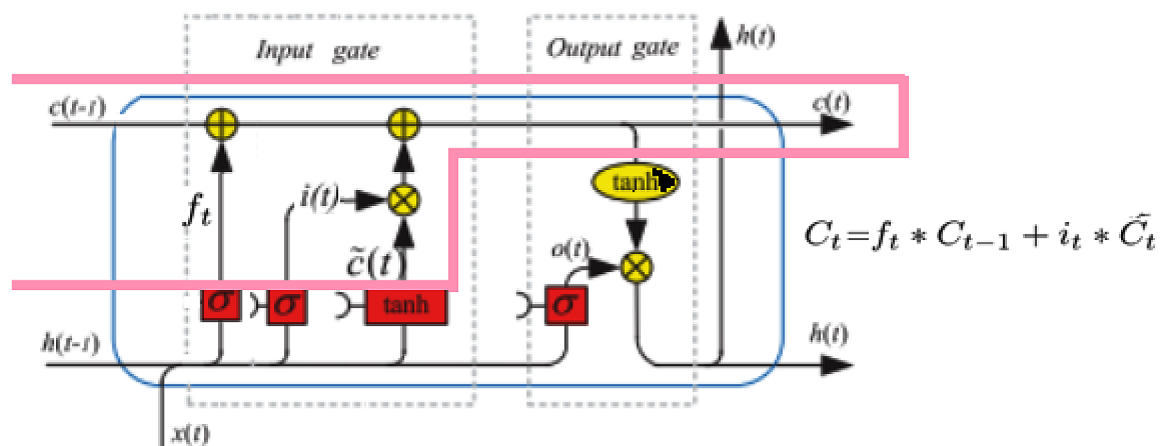 Input gate
Output gate
h(t)
c(t-1)
c(t)
tanh
f_t
i(t)
C_t=f_t * C_{t-1} + i_t * C̃_t
c̃(t)
o(t)
σ
σ
tanh
σ
h(t-1)
h(t)
x(t)